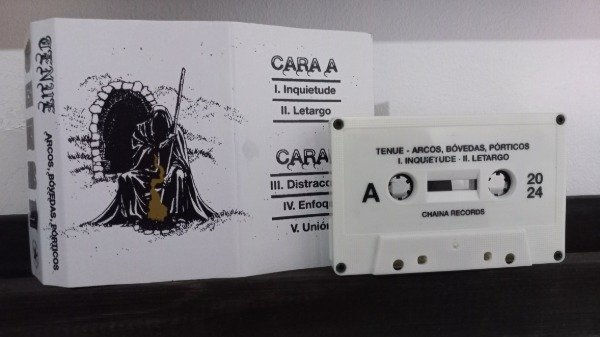 TENUE
ARCOS, BÓVEDAS, PÓRTICOS
CARA A
I. Inquietude
II. Letargo
CARA
III. Distracc
IV. Enfoq
V. Unión
TENUE - ARCOS, BÓVEDAS, PÓRTICOS
I. INQUIETUDE · II. LETARGO
A
20
24
CHAINA RECORDS